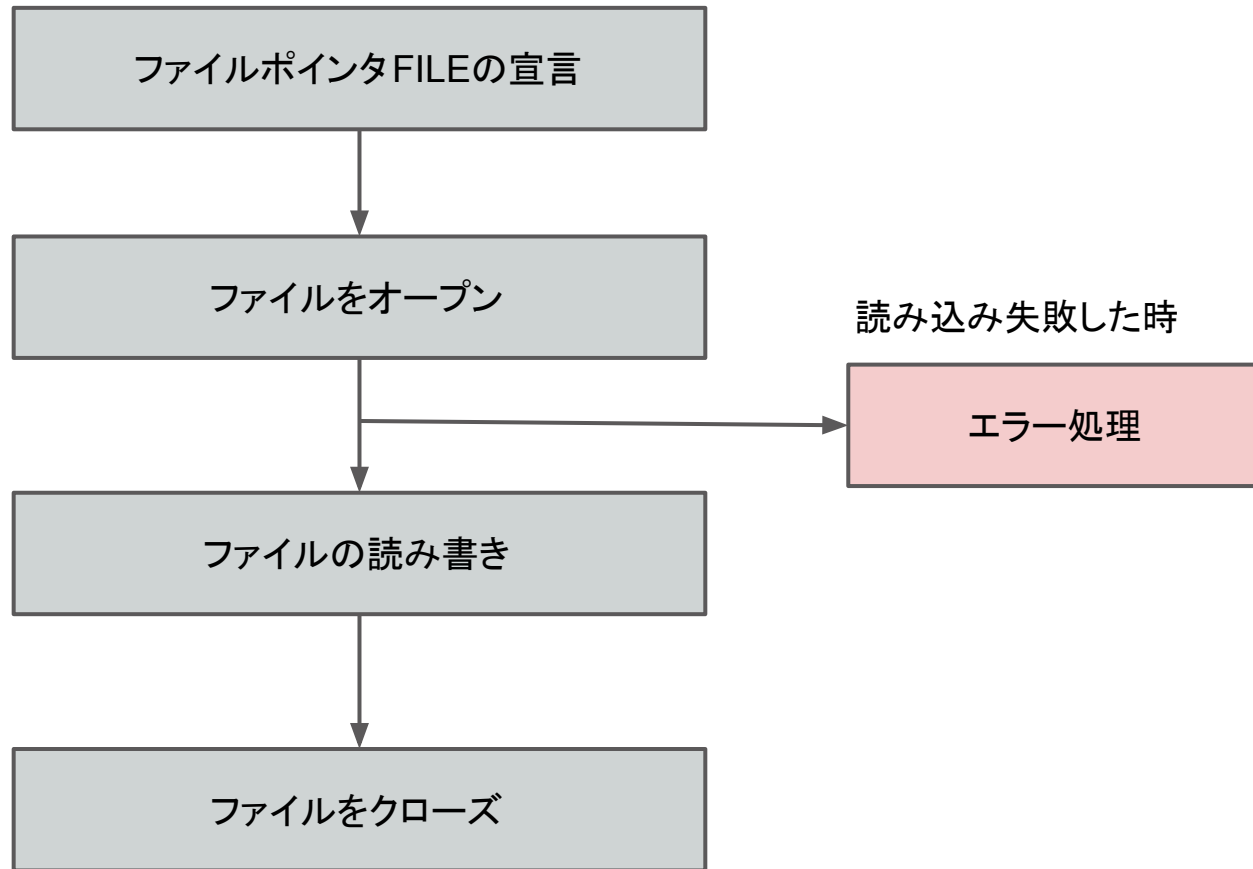 ファイルポインタFILEの宣言
ファイルをオープン
読み込み失敗した時
エラー処理
ファイルの読み書き
ファイルをクローズ